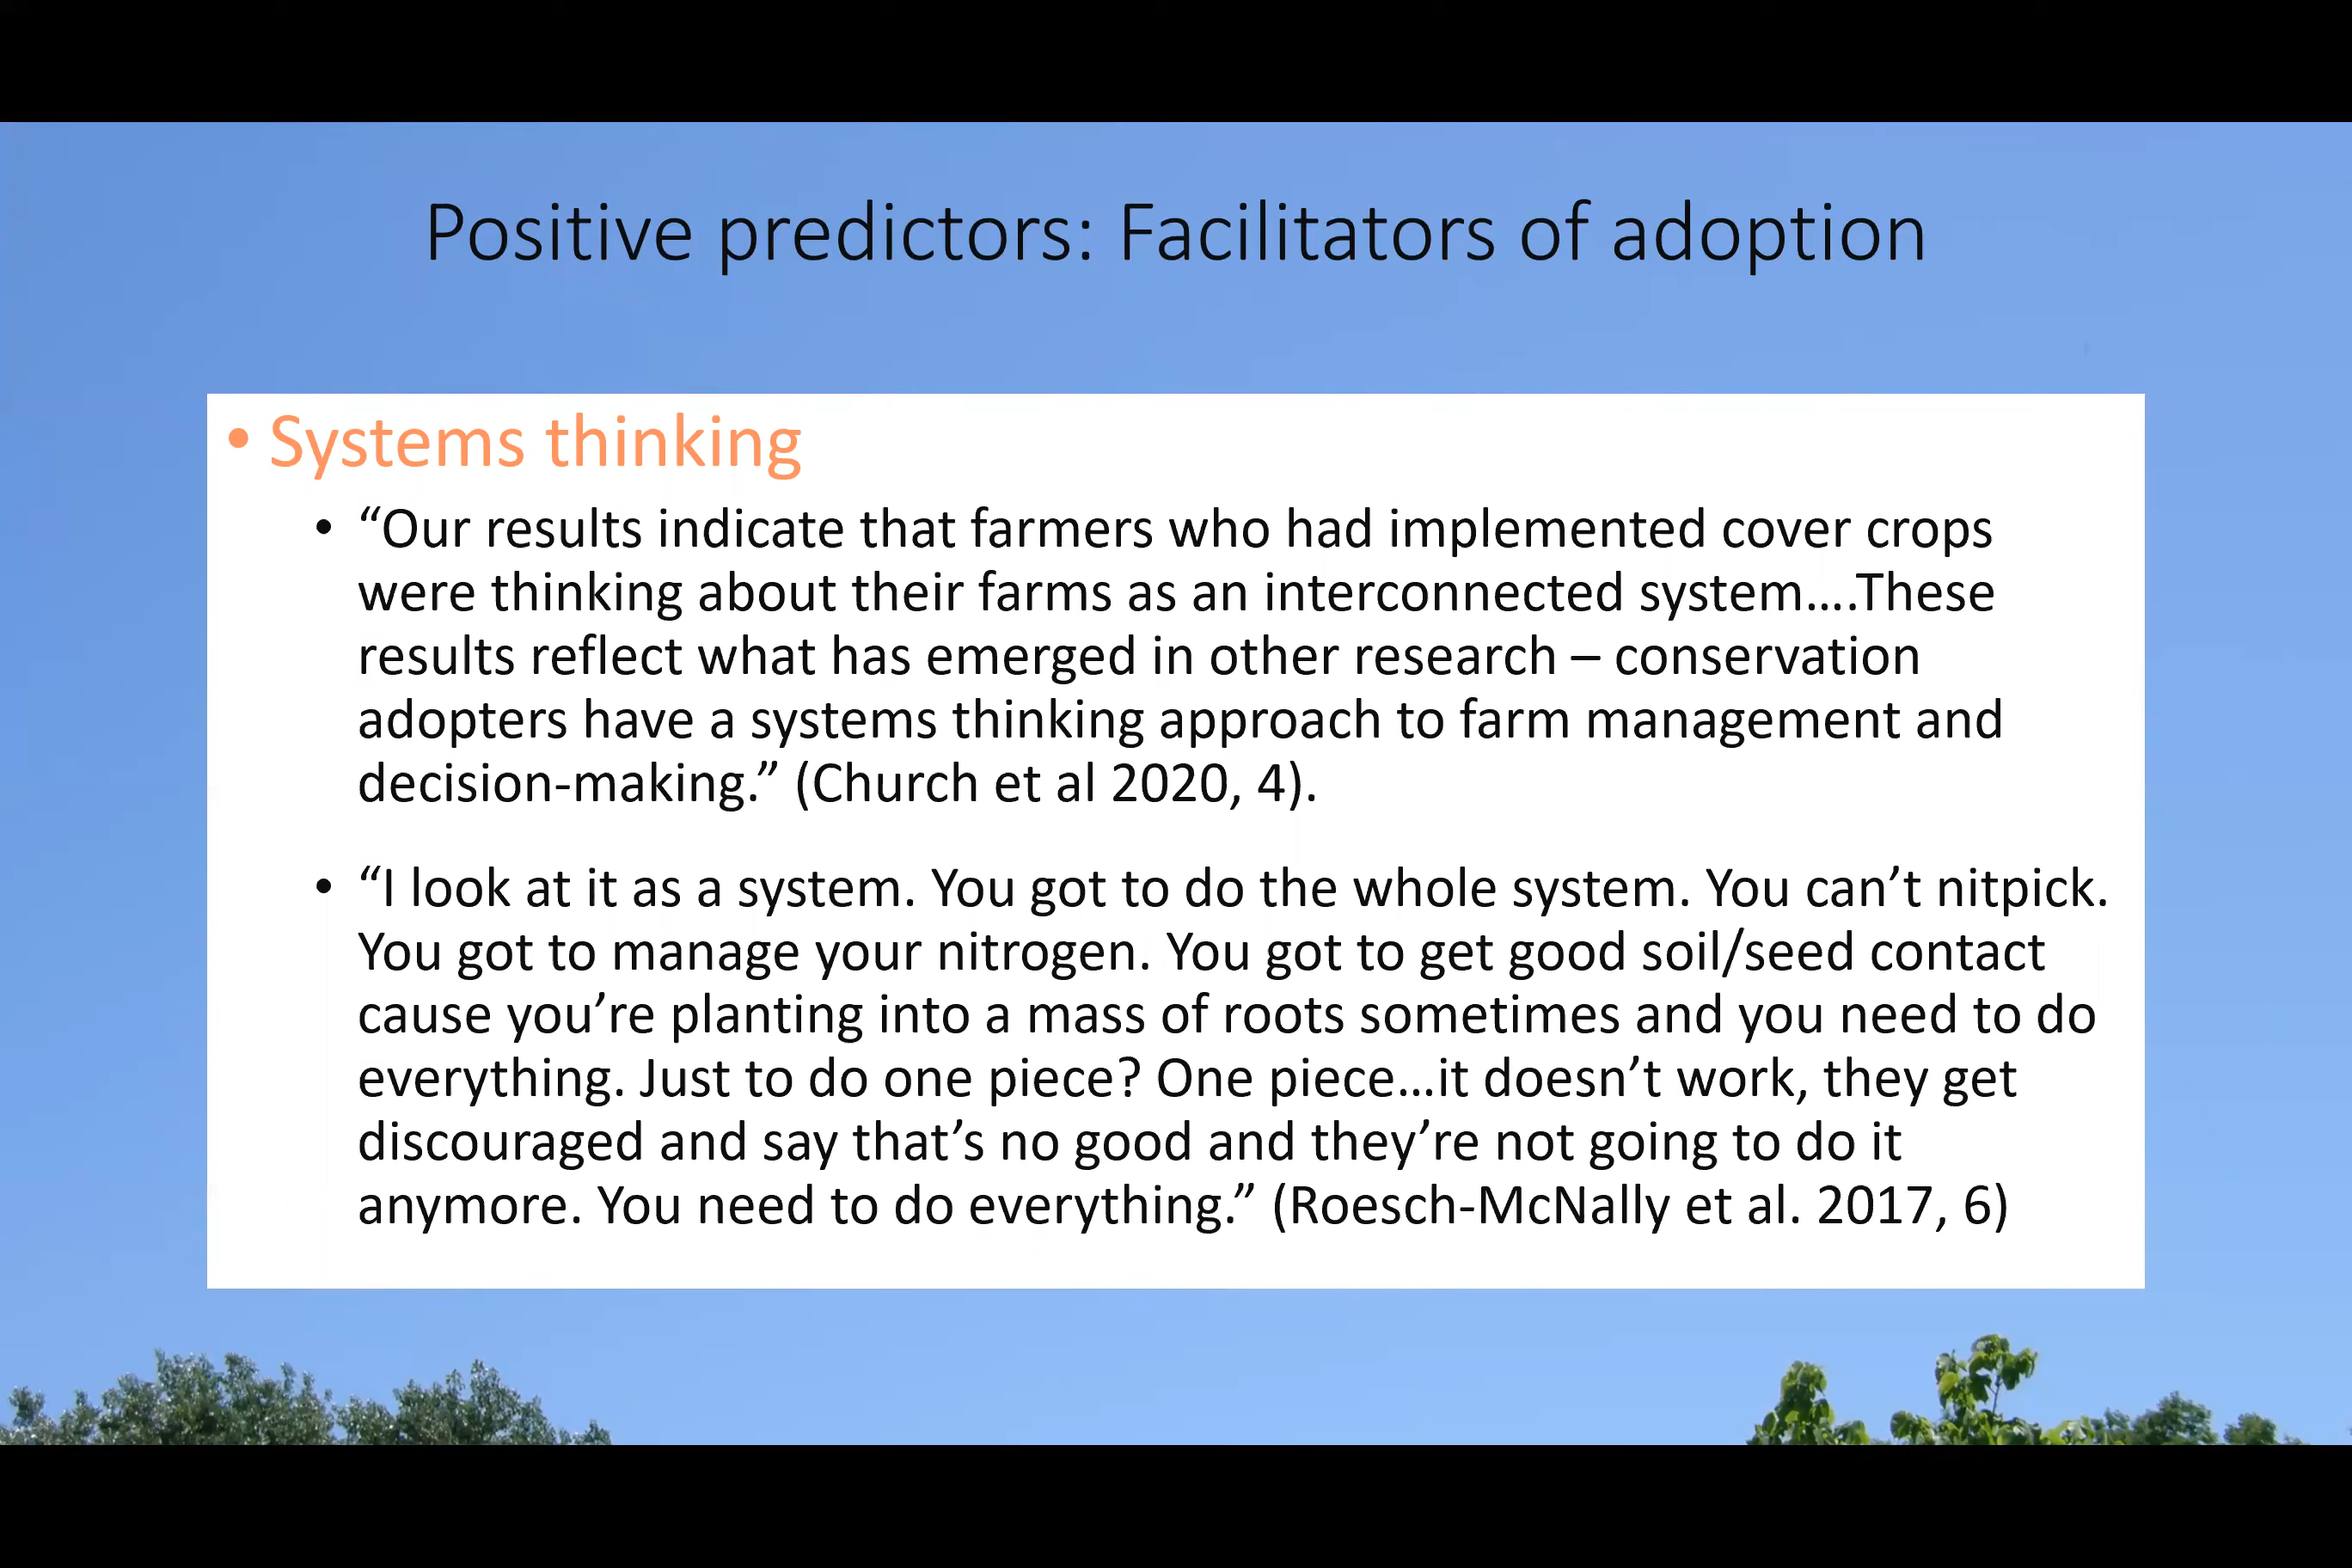 Positive predictors: Facilitators of adoption
• Systems thinking
• “Our results indicate that farmers who had implemented cover crops
were thinking about their farms as an interconnected system….These
results reflect what has emerged in other research – conservation
adopters have a systems thinking approach to farm management and
decision-making.” (Church et al 2020, 4).
• “I look at it as a system. You got to do the whole system. You can’t nitpick.
You got to manage your nitrogen. You got to get good soil/seed contact
cause you’re planting into a mass of roots sometimes and you need to do
everything. Just to do one piece? One piece…it doesn’t work, they get
discouraged and say that’s no good and they’re not going to do it
anymore. You need to do everything.” (Roesch-McNally et al. 2017, 6)